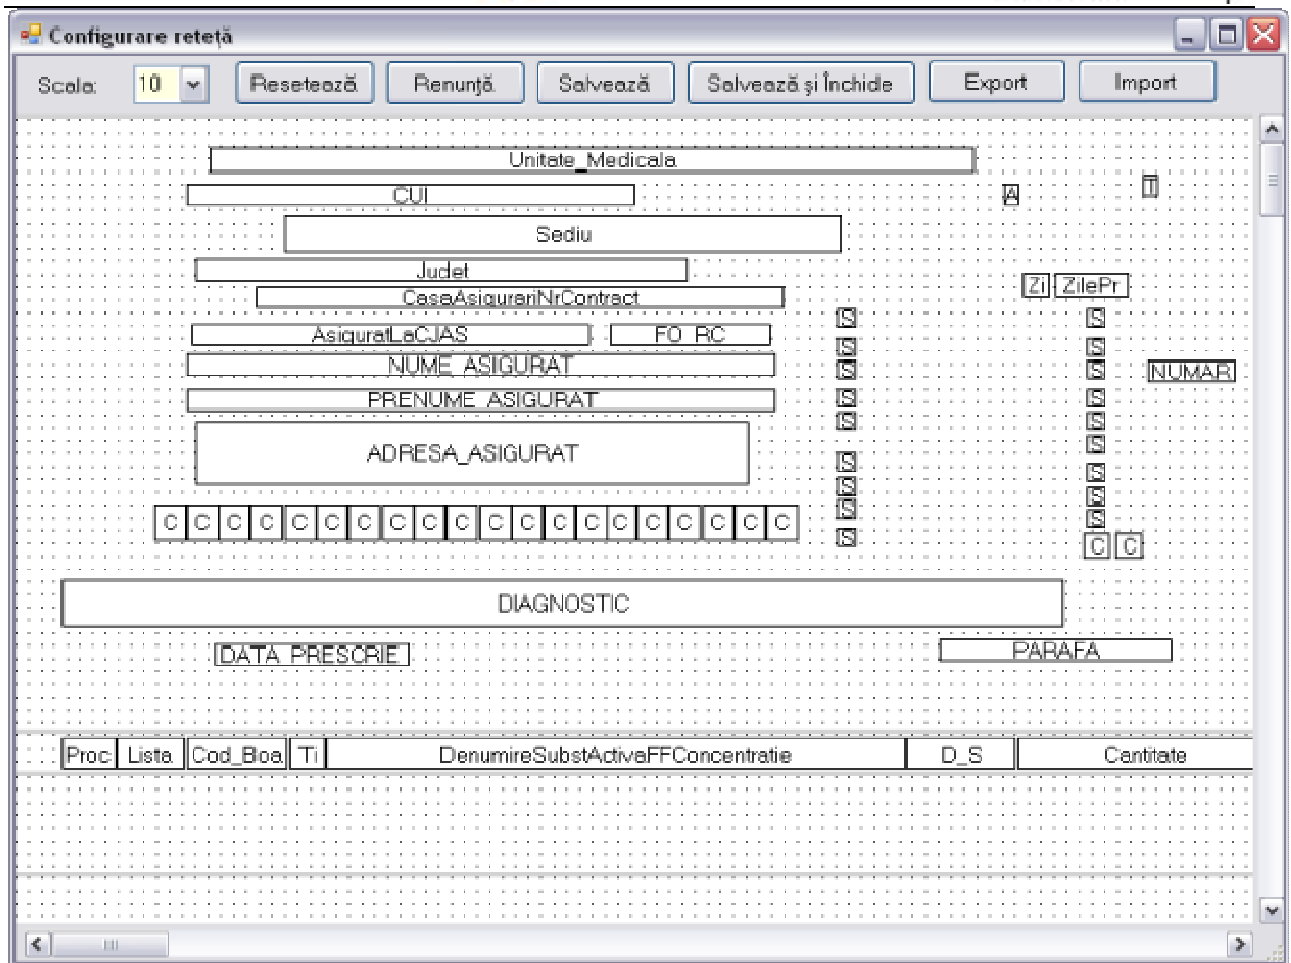 Configurare rețetă
Scala: 10 Resetează Renunță Salvează Salvează și Închide Export Import
Unitate_Medicala
T
CUI A
Sediu
Judet
Zi ZilePr
CasaAsigurariNrContract
S S
AsiguratLaCJAS FO_RC
S S
NUME_ASIGURAT S S NUMAR
PRENUME_ASIGURAT S S
S S
S
ADRESA_ASIGURAT
S S
S S
S S
C C C C C C C C C C C C C C C C C C C C
S C C
DIAGNOSTIC
DATA_PRESCRIE PARAFA
Proc Lista Cod_Boa Ti DenumireSubstActivaFFConcentratie D_S Cantitate